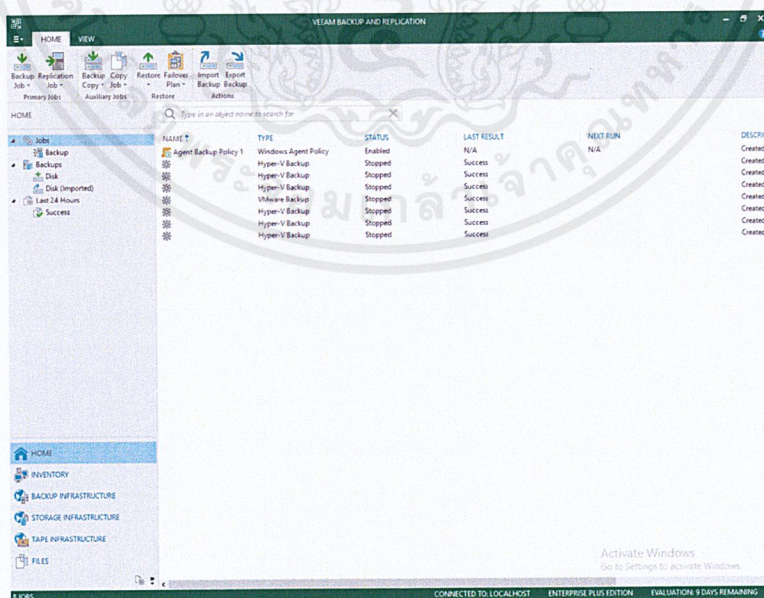 VEEAM BACKUP AND REPLICATION
HOME VIEW
Backup Job Replication Job Backup Copy Copy Job Restore Failover Plan Import Backup Export Backup
Primary Jobs Auxiliary Jobs Restore Actions
HOME
Type in an object name to search for
Jobs
Backup
Backups
Disk
Disk (Imported)
Last 24 Hours
Success
NAME TYPE STATUS LAST RESULT NEXT RUN DESCRI
Agent Backup Policy 1 Windows Agent Policy Enabled N/A N/A Created
Hyper-V Backup Stopped Success Created
Hyper-V Backup Stopped Success Created
Hyper-V Backup Stopped Success Created
VMware Backup Stopped Success Created
Hyper-V Backup Stopped Success Created
Hyper-V Backup Stopped Success Created
Hyper-V Backup Stopped Success Created
HOME
INVENTORY
BACKUP INFRASTRUCTURE
STORAGE INFRASTRUCTURE
TAPE INFRASTRUCTURE
FILES
Activate Windows
Go to Settings to activate Windows.
8 JOBS CONNECTED TO: LOCALHOST ENTERPRISE PLUS EDITION EVALUATION: 9 DAYS REMAINING